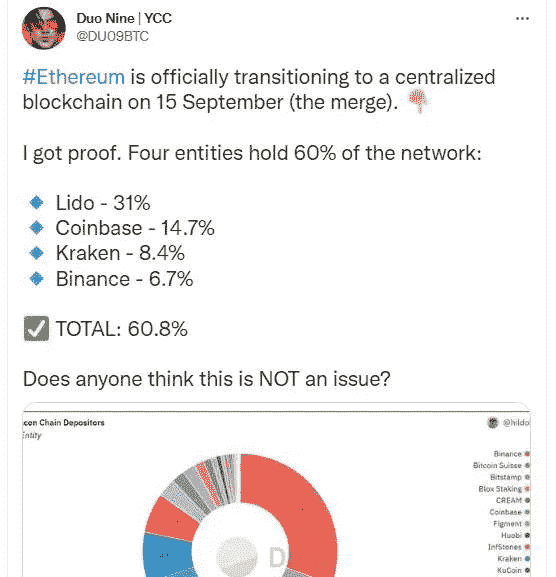 Duo Nine | YCC
@DU09BTC
#Ethereum is officially transitioning to a centralized
blockchain on 15 September (the merge).
I got proof. Four entities hold 60% of the network:
Lido - 31%
Coinbase - 14.7%
Kraken - 8.4%
Binance - 6.7%
TOTAL: 60.8%
Does anyone think this is NOT an issue?
con Chain Depositors
@hildo
Entity
Binance
Bitcoin Suisse
Bitstamp
Blox Staking
CREAM
Coinbase
Figment
Huobi
InfStones
Kraken
KuCoin
D